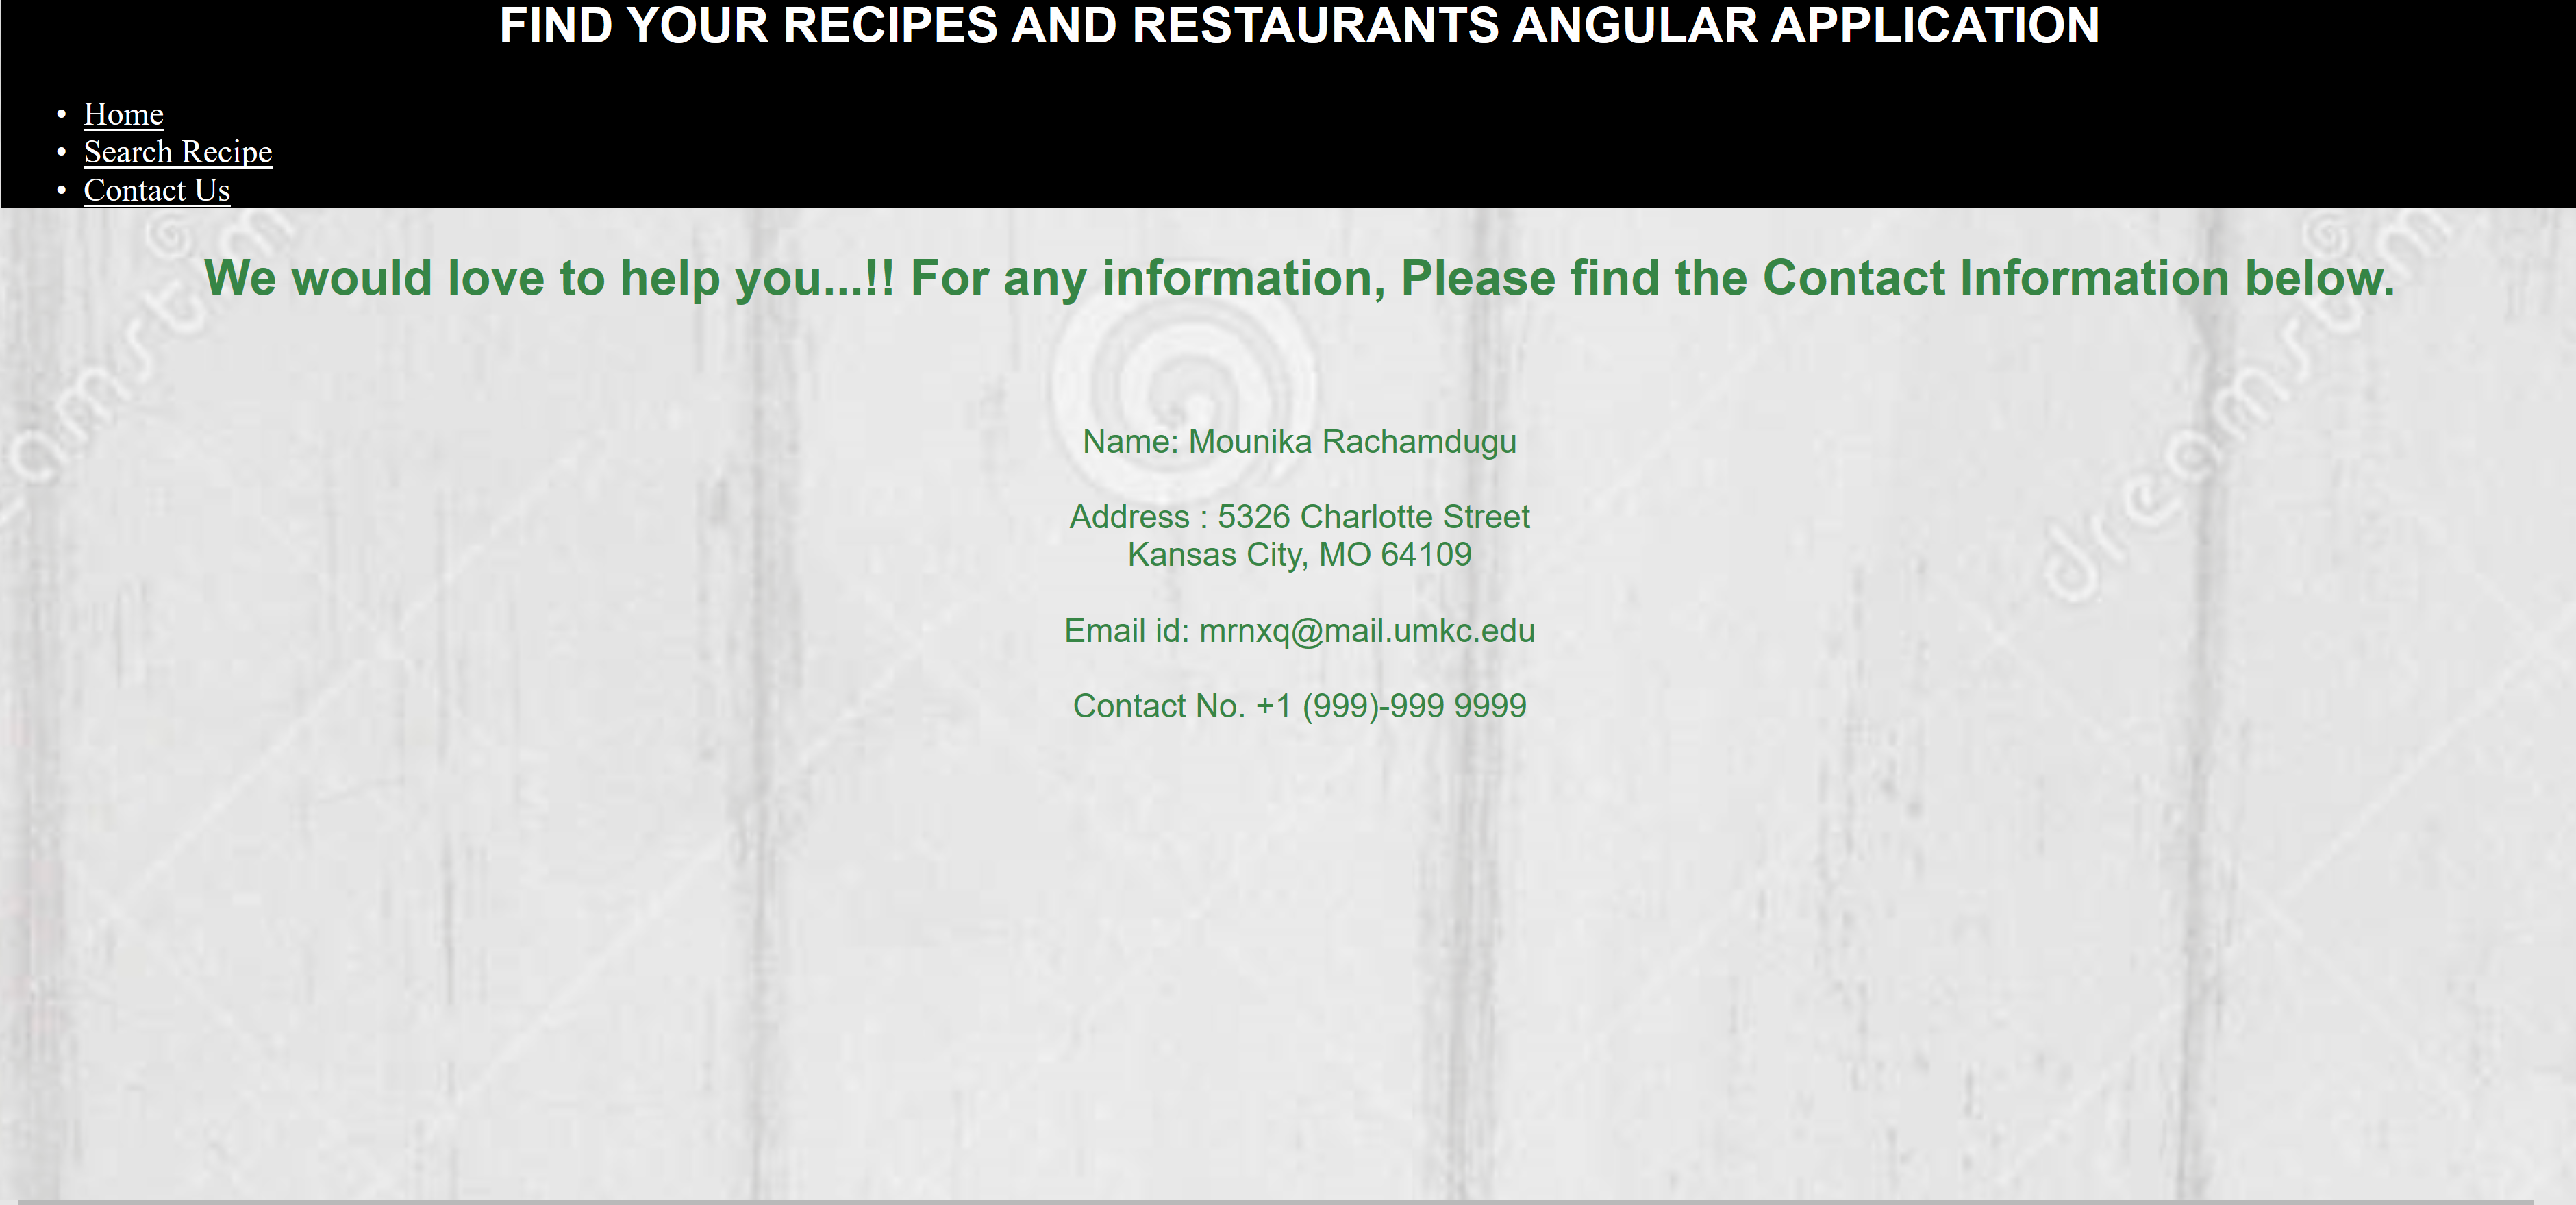 FIND YOUR RECIPES AND RESTAURANTS ANGULAR APPLICATION
• Home
• Search Recipe
• Contact Us
We would love to help you...!! For any information, Please find the Contact Information below.
Name: Mounika Rachamdugu
Address : 5326 Charlotte Street
Kansas City, MO 64109
Email id: mrnxq@mail.umkc.edu
Contact No. +1 (999)-999 9999
dreamstim